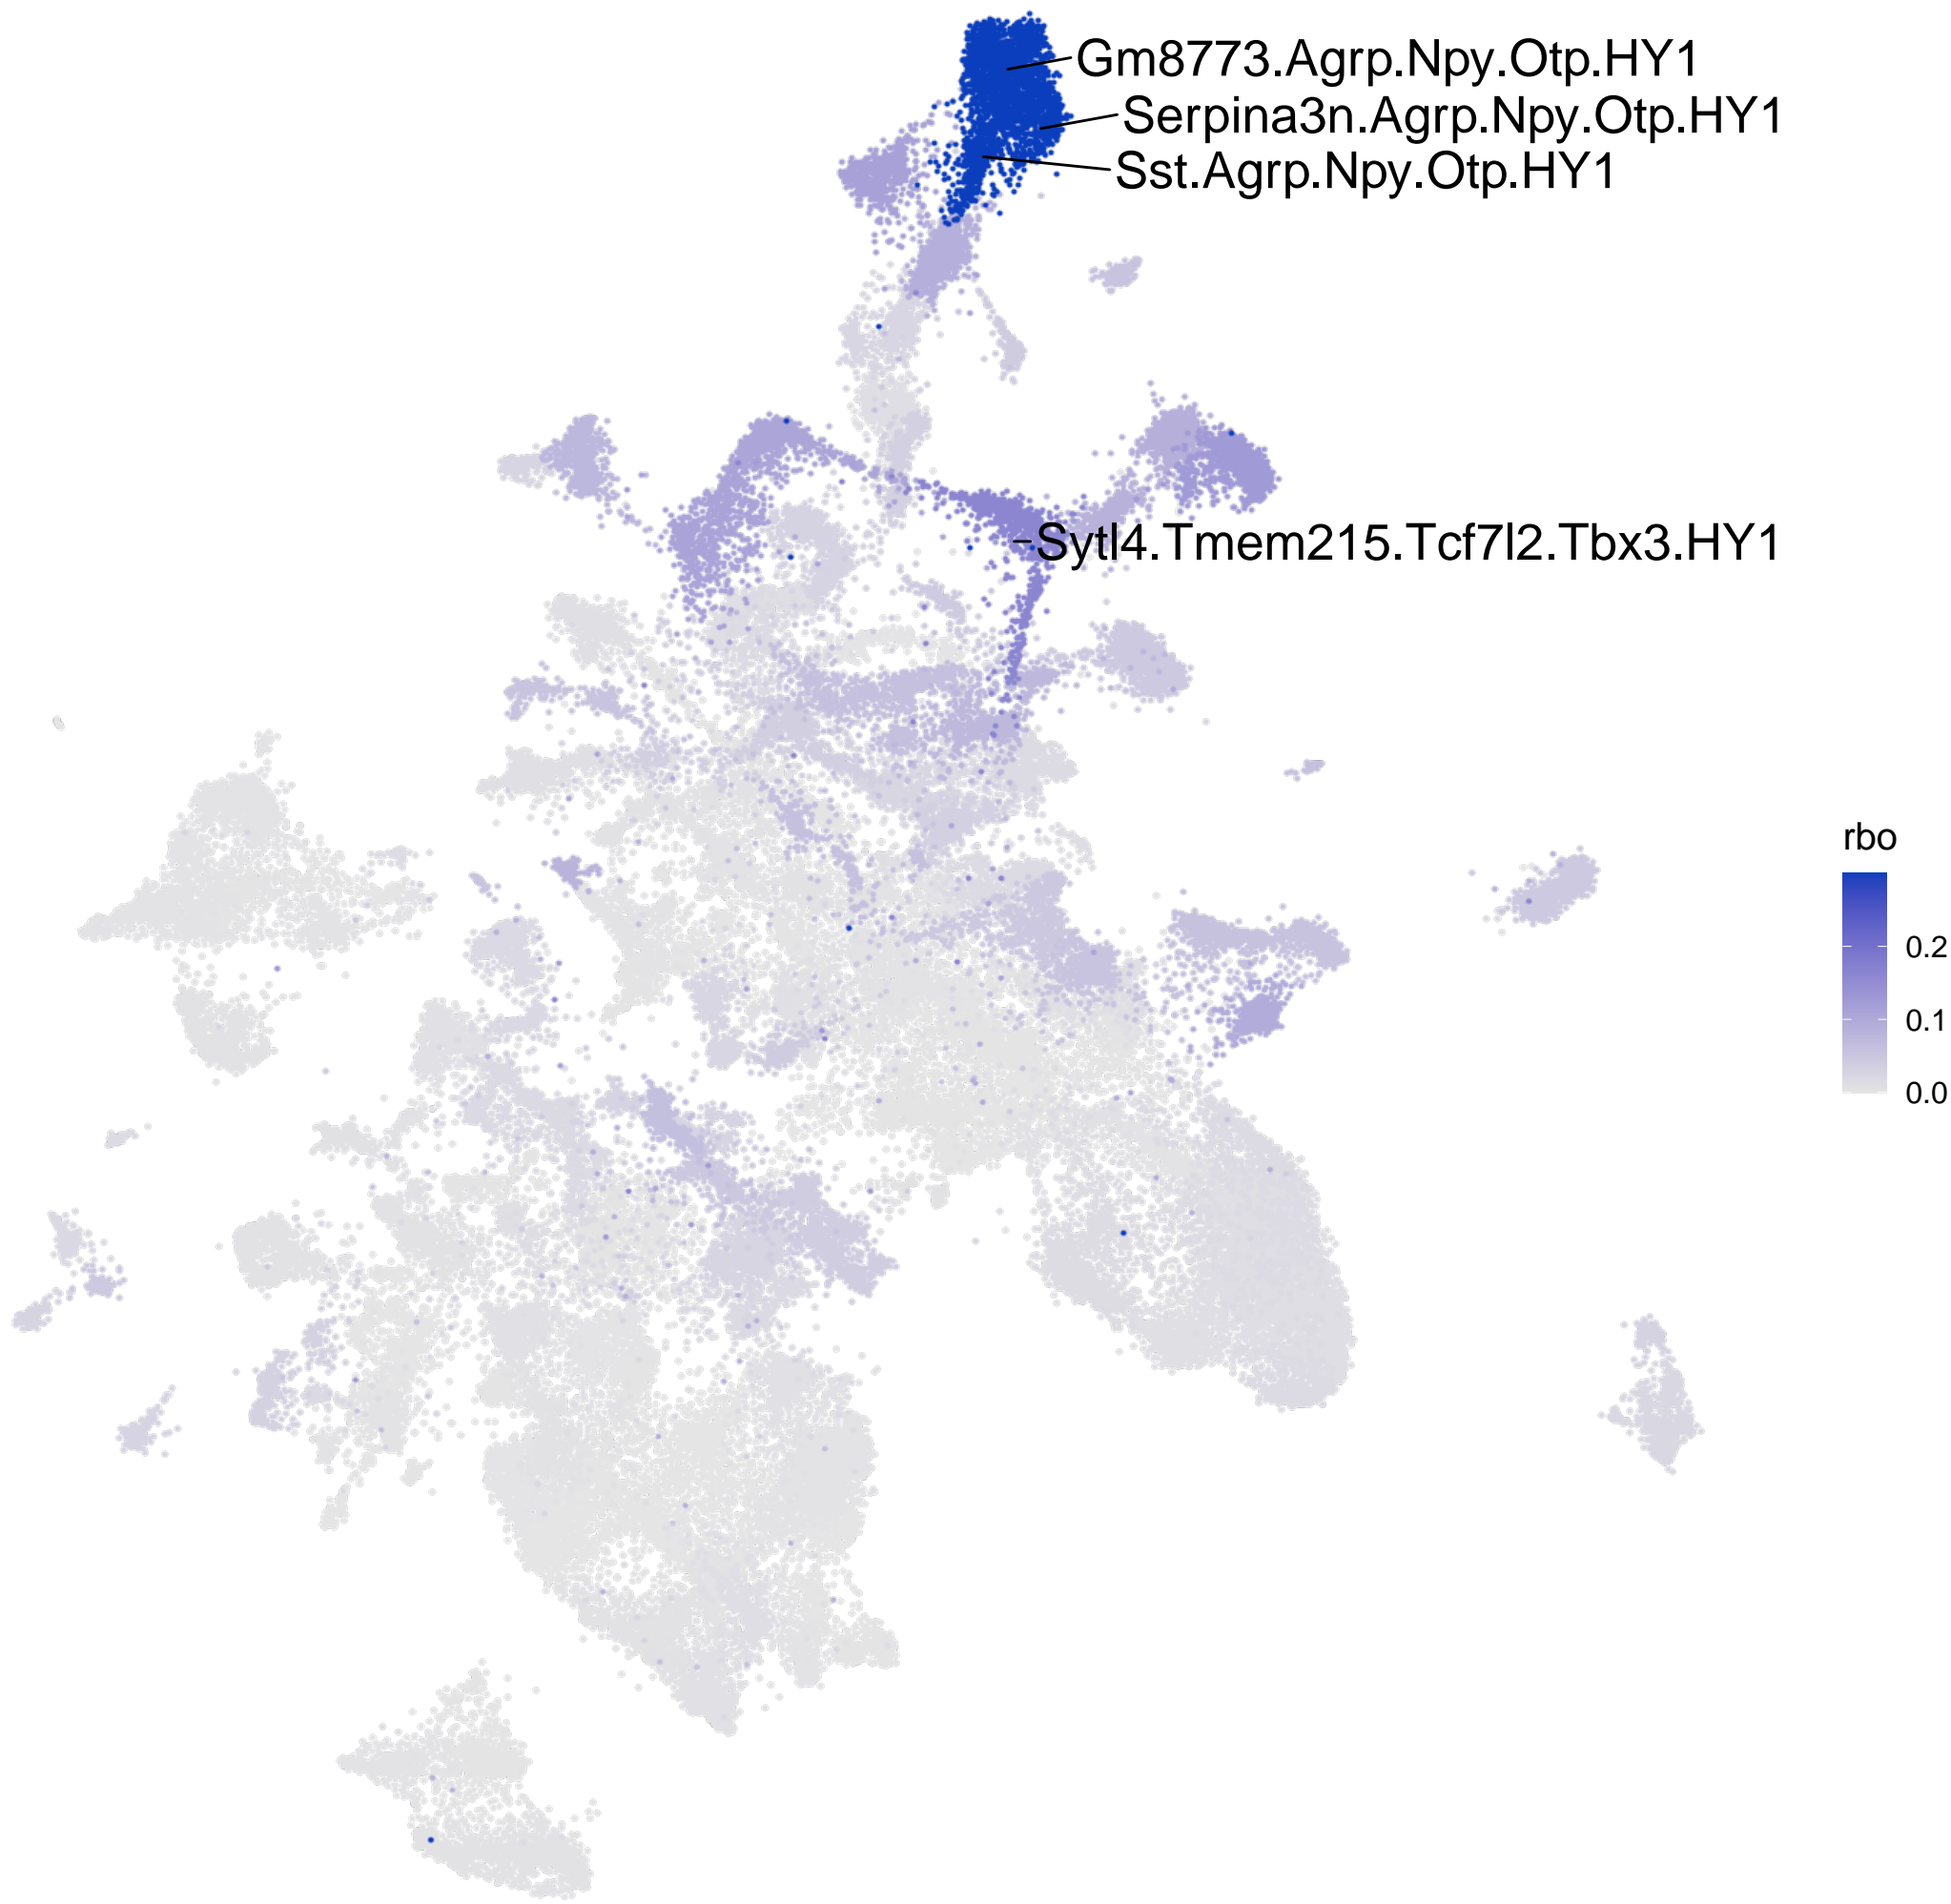 Gm8773.Agrp.Npy.Otp.HY1
Serpina3n.Agrp.Npy.Otp.HY1
Sst.Agrp.Npy.Otp.HY1
Sytl4.Tmem215.Tcf7l2.Tbx3.HY1
rbo
0.2
0.1
0.0